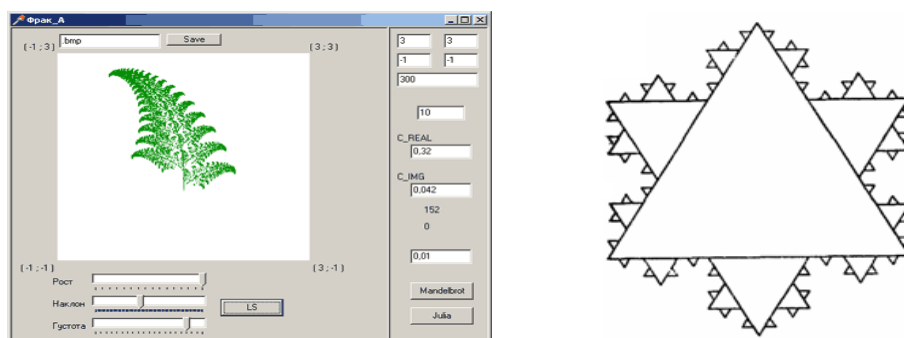 Фрак_А
.bmp
Save
( -1 ; 3 )
( 3 ; 3 )
3 3
-1 -1
300
10
C_REAL
0,32
C_IMG
0,042
152
0
0,01
( -1 ; -1 )
( 3 ; -1 )
Рост
Наклон
Густота
LS
Mandelbrot
Julia